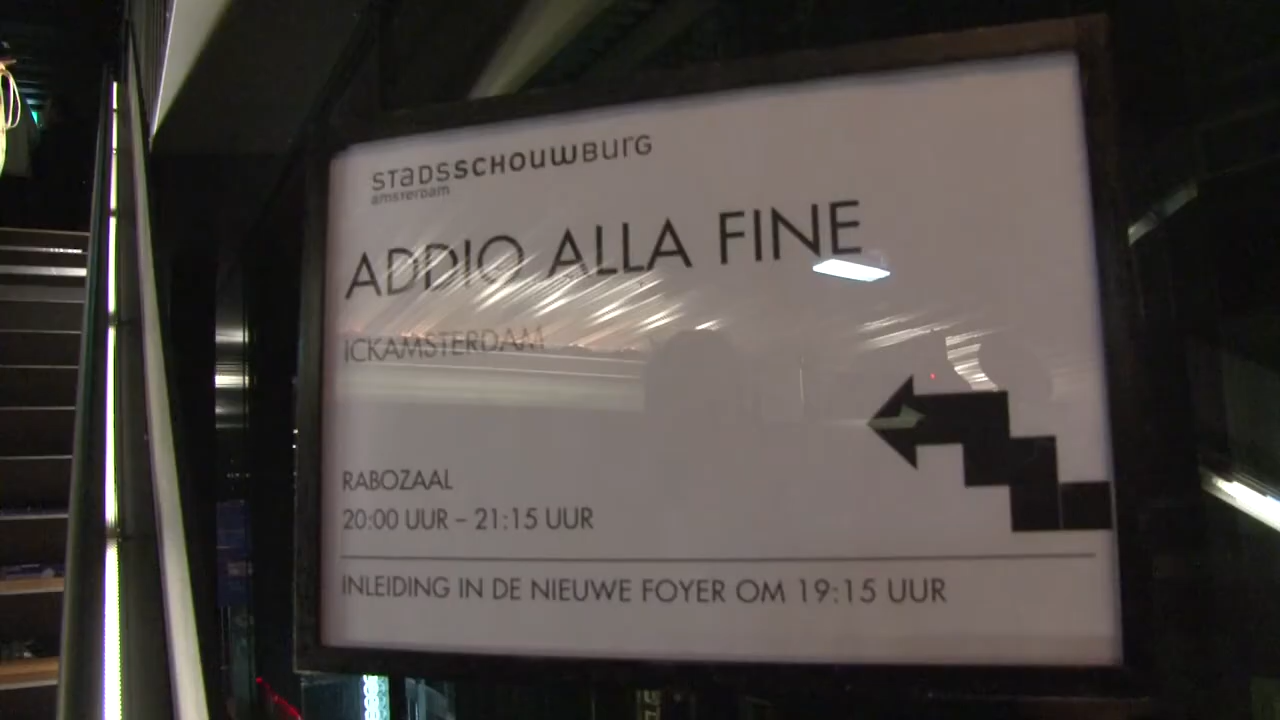 STADSSCHOUWBURG
amsterdam
ADDIO ALLA FINE
ICKAMSTERDAM
RABOZAAL
20:00 UUR – 21:15 UUR
INLEIDING IN DE NIEUWE FOYER OM 19:15 UUR